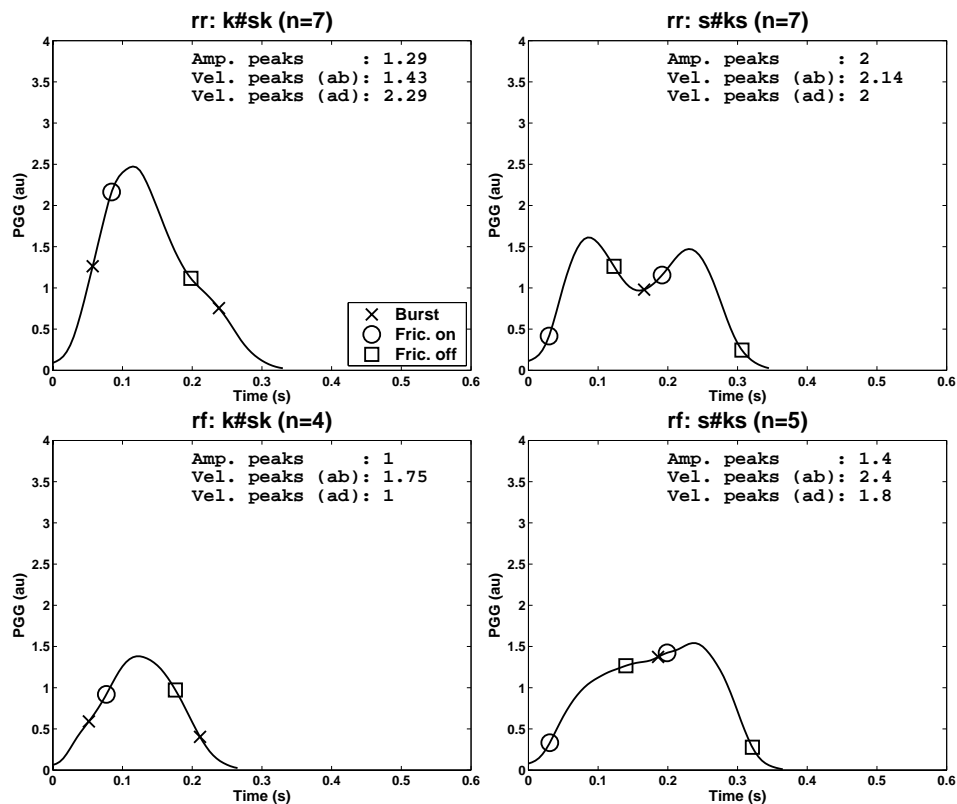 rr: k#sk (n=7)
Amp. peaks : 1.29
Vel. peaks (ab): 1.43
Vel. peaks (ad): 2.29
PGG (au)
4
3.5
3
2.5
2
1.5
1
0.5
0
Burst
Fric. on
Fric. off
0 0.1 0.2 0.3 0.4 0.5 0.6
Time (s)
rr: s#ks (n=7)
Amp. peaks : 2
Vel. peaks (ab): 2.14
Vel. peaks (ad): 2
PGG (au)
4
3.5
3
2.5
2
1.5
1
0.5
0
0 0.1 0.2 0.3 0.4 0.5 0.6
Time (s)
rf: k#sk (n=4)
Amp. peaks : 1
Vel. peaks (ab): 1.75
Vel. peaks (ad): 1
PGG (au)
4
3.5
3
2.5
2
1.5
1
0.5
0
0 0.1 0.2 0.3 0.4 0.5 0.6
Time (s)
rf: s#ks (n=5)
Amp. peaks : 1.4
Vel. peaks (ab): 2.4
Vel. peaks (ad): 1.8
PGG (au)
4
3.5
3
2.5
2
1.5
1
0.5
0
0 0.1 0.2 0.3 0.4 0.5 0.6
Time (s)